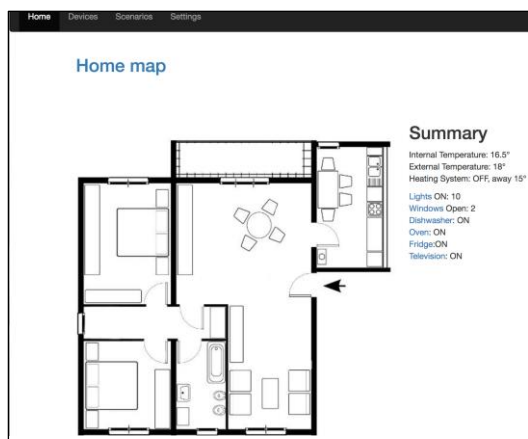 Home Devices Scenarios Settings
Home map
Summary
Internal Temperature: 16.5°
External Temperature: 18°
Heating System: OFF, away 15°
Lights ON: 10
Windows Open: 2
Dishwasher: ON
Oven: ON
Fridge:ON
Television: ON